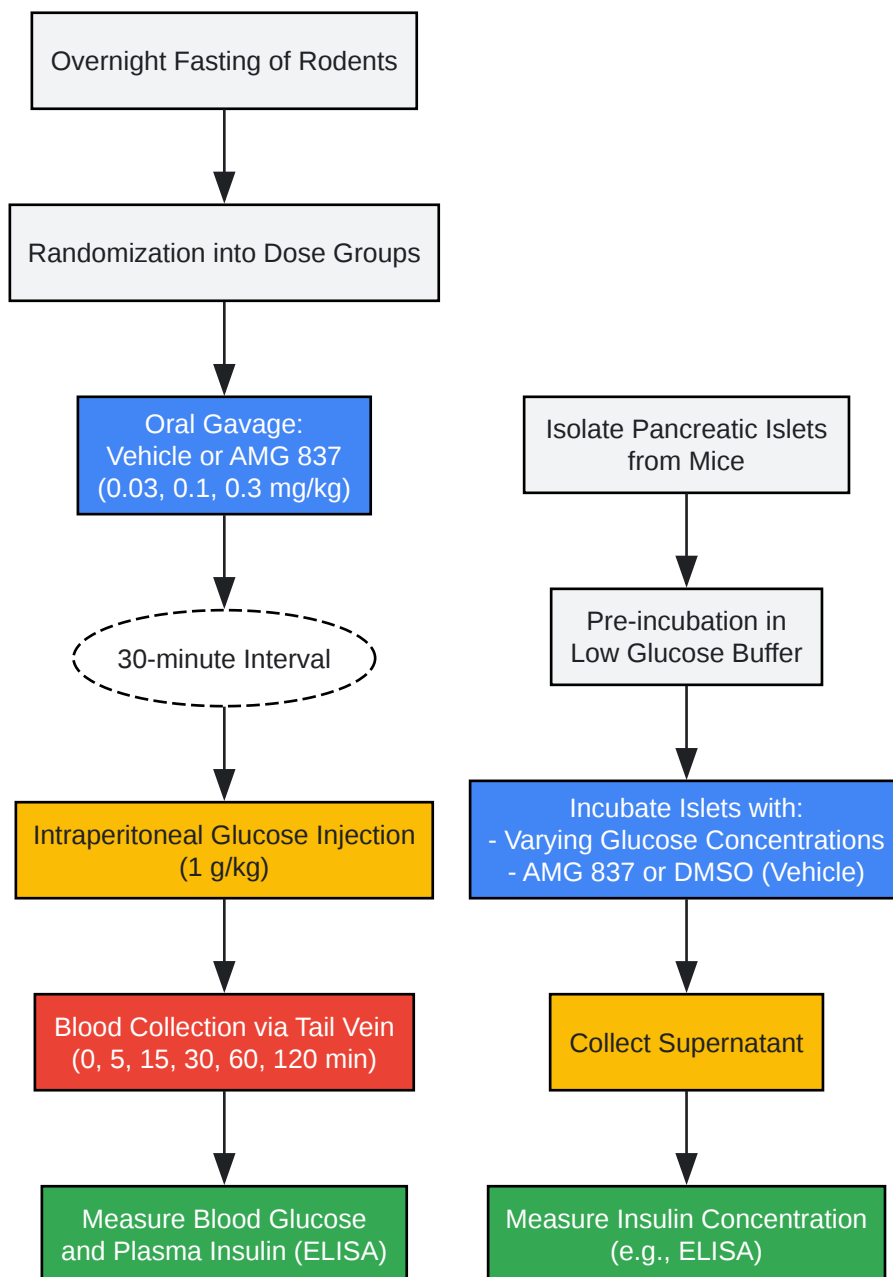 Overnight Fasting of Rodents
Randomization into Dose Groups
Oral Gavage:
Vehicle or AMG 837
(0.03, 0.1, 0.3 mg/kg)
30-minute Interval
Intraperitoneal Glucose Injection
(1 g/kg)
Blood Collection via Tail Vein
(0, 5, 15, 30, 60, 120 min)
Measure Blood Glucose
and Plasma Insulin (ELISA)
Isolate Pancreatic Islets
from Mice
Pre-incubation in
Low Glucose Buffer
Incubate Islets with:
- Varying Glucose Concentrations
- AMG 837 or DMSO (Vehicle)
Collect Supernatant
Measure Insulin Concentration
(e.g., ELISA)